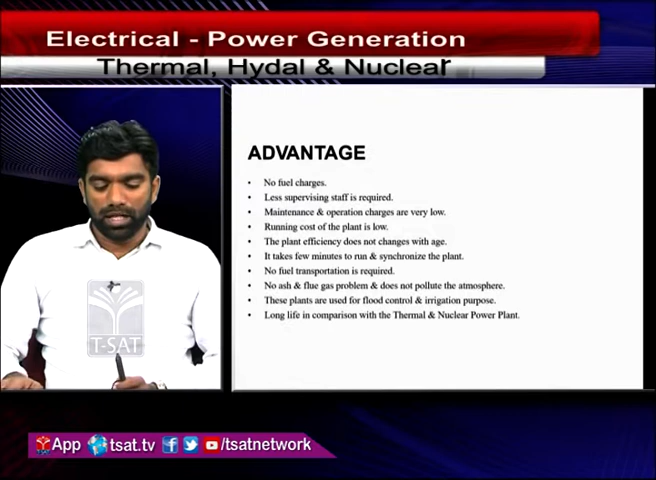 Electrical - Power Generation
Thermal, Hydal & Nuclear
ADVANTAGE
• No fuel charges.
• Less supervising staff is required.
• Maintenance & operation charges are very low.
• Running cost of the plant is low.
• The plant efficiency does not changes with age.
• It takes few minutes to run & synchronize the plant.
• No fuel transportation is required.
• No ash & flue gas problem & does not pollute the atmosphere.
• These plants are used for flood control & irrigation purpose.
• Long life in comparison with the Thermal & Nuclear Power Plant.
T-SAT
App tsat.tv /tsatnetwork